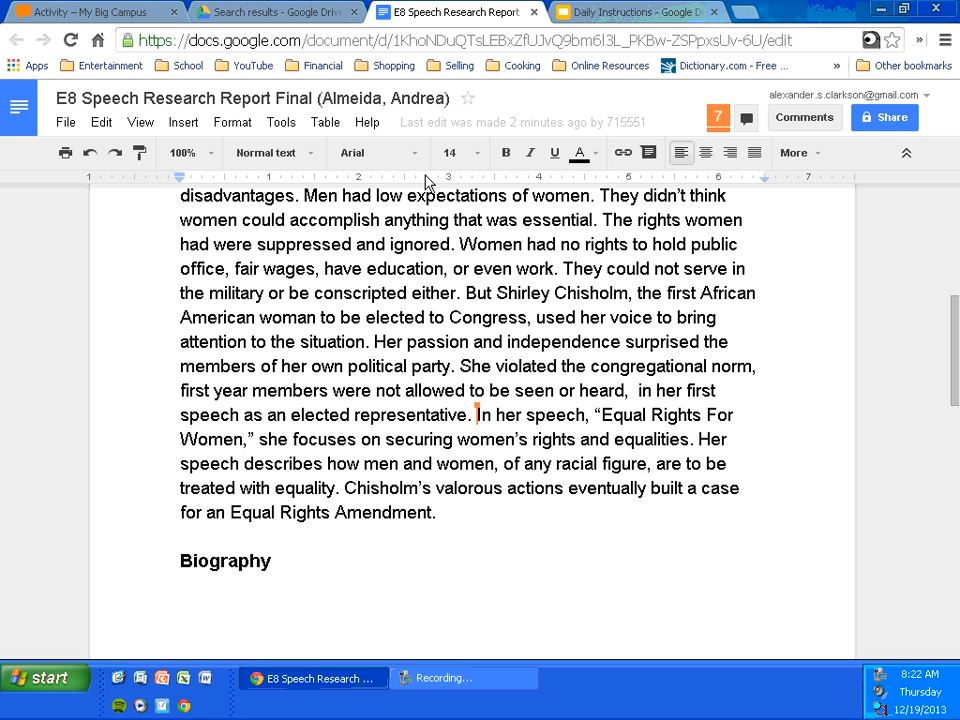 Activity – My Big Campus
Search results - Google Driv
E8 Speech Research Report
Daily Instructions - Google D
https://docs.google.com/document/d/1KhoNDuQTsLEBxZfUJvQ9bm6l3L_PKBw-ZSPpxsUv-6U/edit
Apps Entertainment School YouTube Financial Shopping Selling Cooking Online Resources Dictionary.com - Free ... » Other bookmarks
E8 Speech Research Report Final (Almeida, Andrea)
alexander.s.clarkson@gmail.com
File Edit View Insert Format Tools Table Help Last edit was made 2 minutes ago by 715551
7 Comments Share
100% Normal text Arial 14 B I U A More
1 1 2 3 4 5 6 7
disadvantages. Men had low expectations of women. They didn't think
women could accomplish anything that was essential. The rights women
had were suppressed and ignored. Women had no rights to hold public
office, fair wages, have education, or even work. They could not serve in
the military or be conscripted either. But Shirley Chisholm, the first African
American woman to be elected to Congress, used her voice to bring
attention to the situation. Her passion and independence surprised the
members of her own political party. She violated the congregational norm,
first year members were not allowed to be seen or heard,  in her first
speech as an elected representative. In her speech, “Equal Rights For
Women,” she focuses on securing women's rights and equalities. Her
speech describes how men and women, of any racial figure, are to be
treated with equality. Chisholm's valorous actions eventually built a case
for an Equal Rights Amendment.
Biography
start
E8 Speech Research ...
Recording...
8:22 AM
Thursday
12/19/2013